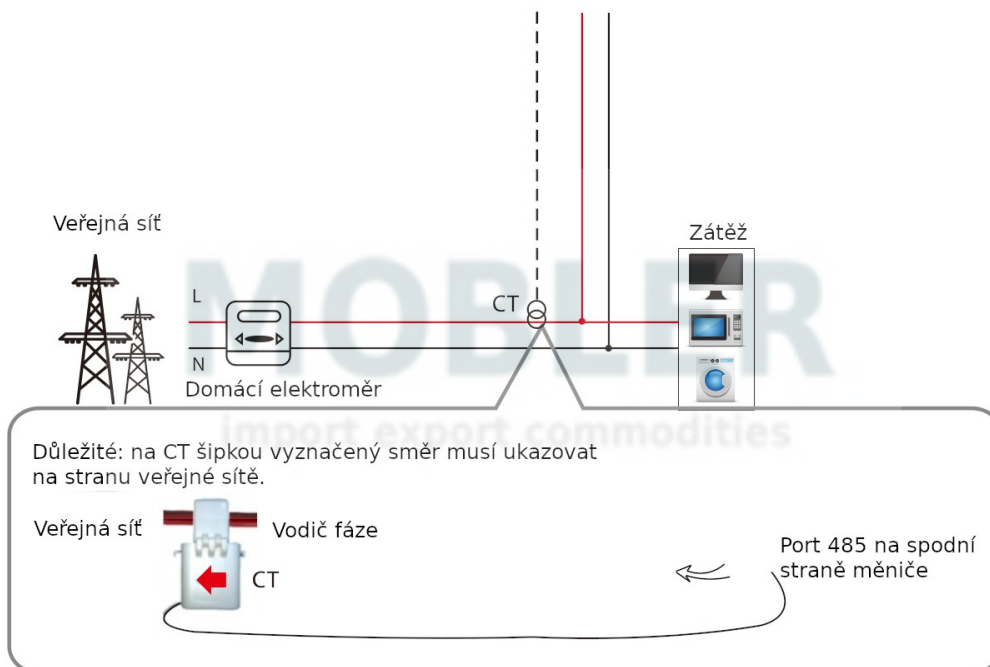 Veřejná síť
Zátěž
MOBLER
CT
L
N
Domácí elektroměr
import export commodities
Důležité: na CT šipkou vyznačený směr musí ukazovat
na stranu veřejné sítě.
Veřejná síť
Vodič fáze
CT
Port 485 na spodní
straně měniče